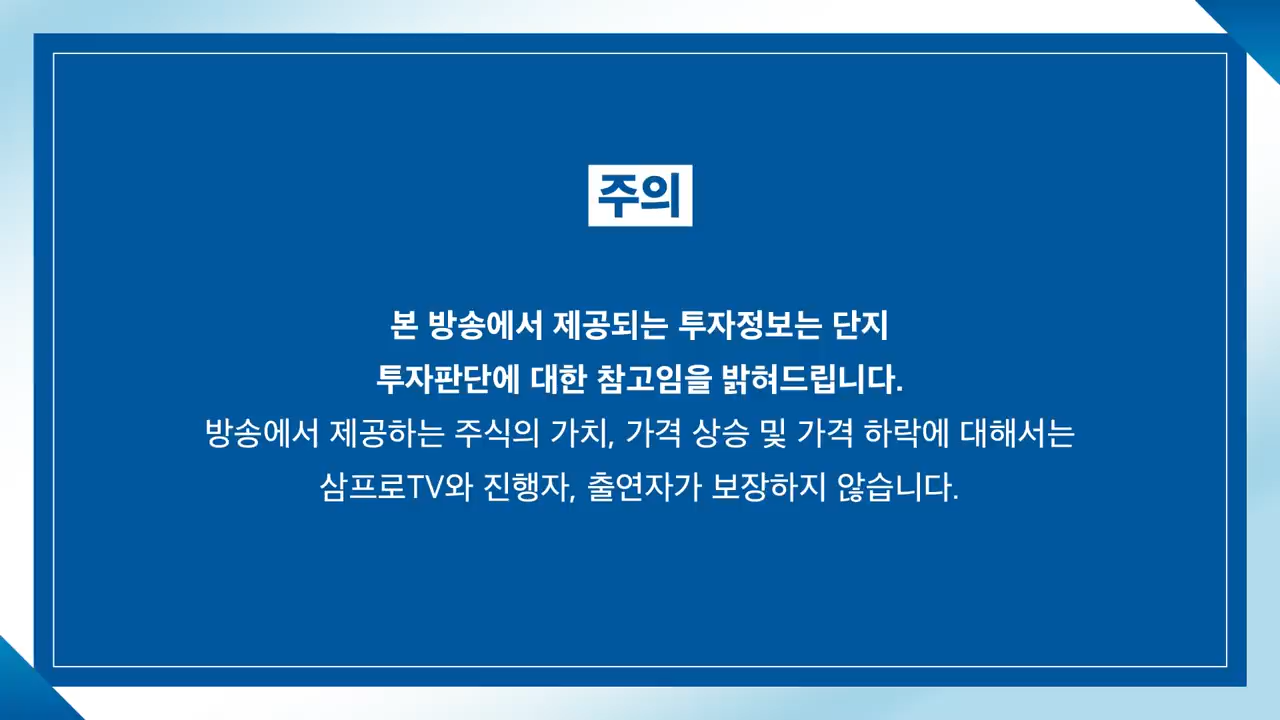 주의
본 방송에서 제공되는 투자정보는 단지
투자판단에 대한 참고임을 밝혀드립니다.
방송에서 제공하는 주식의 가치, 가격 상승 및 가격 하락에 대해서는
삼프로TV와 진행자, 출연자가 보장하지 않습니다.